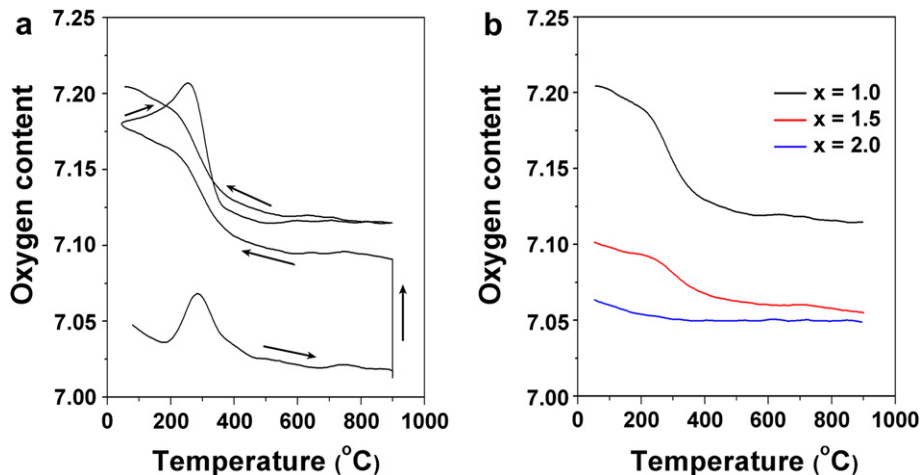 a
7.25
7.20
7.15
7.10
7.05
7.00
Oxygen content
0 200 400 600 800 1000
Temperature (°C)
b
7.25
7.20
7.15
7.10
7.05
7.00
Oxygen content
x = 1.0
x = 1.5
x = 2.0
0 200 400 600 800 1000
Temperature (°C)